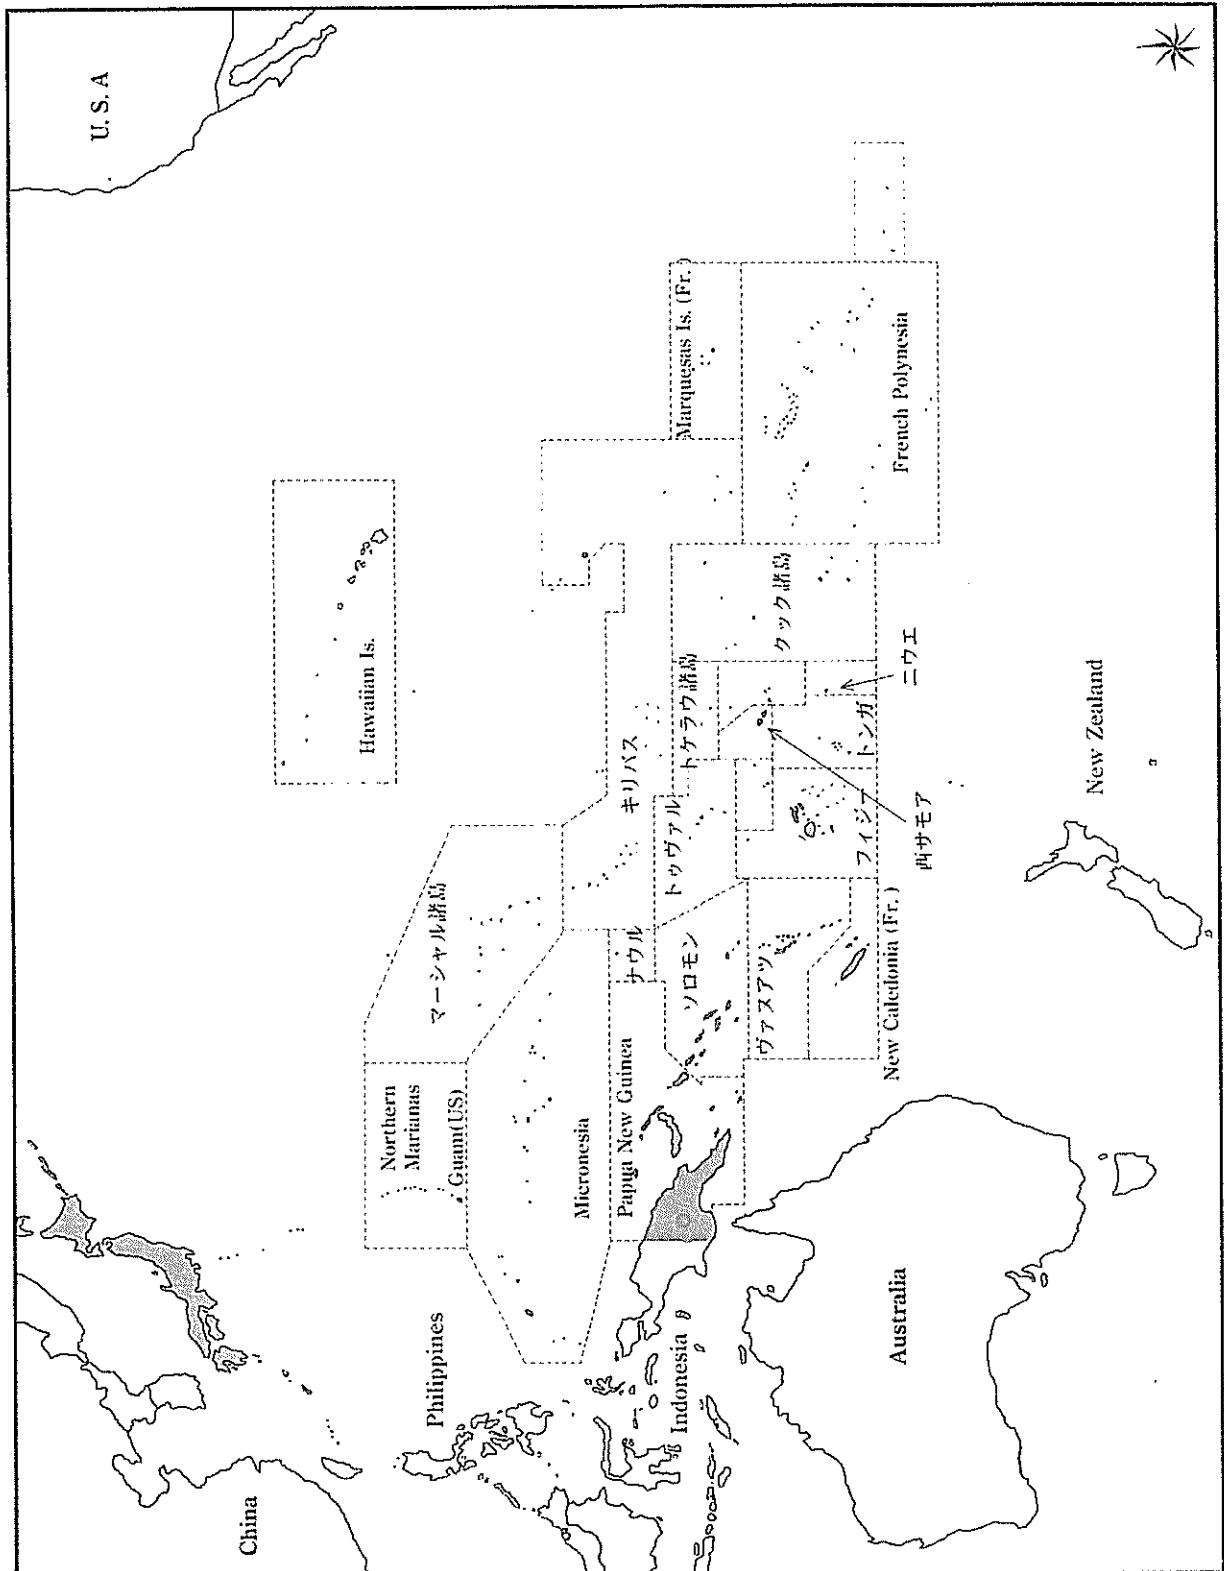 U. S. A
China
Hawaiian Is.
Northern
Marianas
Guam(US)
Philippines
マーシャル諸島
Micronesia
Papua New Guinea
ナウル
キリバス
Indonesia
ソロモン
トゥヴァル
トケラウ諸島
Marquesas Is. (Fr.)
ヴァヌアツ
クック諸島
フィジー
トンガ
New Caledonia (Fr.)
Australia
French Polynesia
西サモア
ニウエ
New Zealand